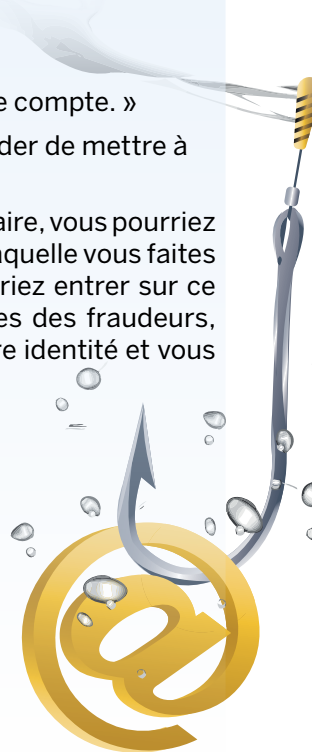 e compte. »
der de mettre à
aire, vous pourriez
aquelle vous faites
riez entrer sur ce
es des fraudeurs,
re identité et vous
@